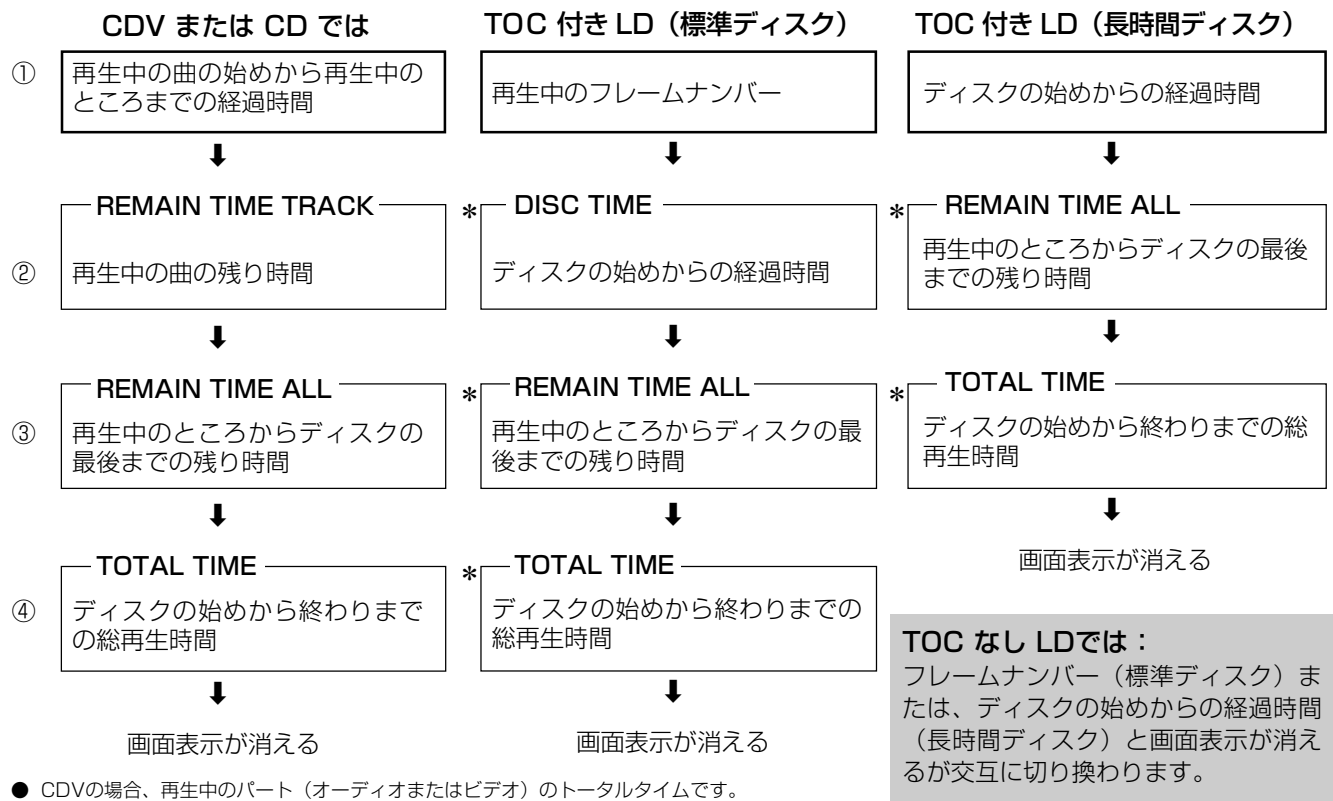 CDV または CD では
① 再生中の曲の始めから再生中の
ところまでの経過時間
REMAIN TIME TRACK
② 再生中の曲の残り時間
REMAIN TIME ALL
③ 再生中のところからディスクの
最後までの残り時間
TOTAL TIME
④ ディスクの始めから終わりまで
の総再生時間
画面表示が消える
TOC 付き LD（標準ディスク）
再生中のフレームナンバー
* DISC TIME
ディスクの始めからの経過時間
* REMAIN TIME ALL
再生中のところからディスクの最
後までの残り時間
* TOTAL TIME
ディスクの始めから終わりまでの
総再生時間
画面表示が消える
TOC 付き LD（長時間ディスク）
ディスクの始めからの経過時間
* REMAIN TIME ALL
再生中のところからディスクの最後
までの残り時間
* TOTAL TIME
ディスクの始めから終わりまでの総
再生時間
画面表示が消える
TOC なし LDでは：
フレームナンバー（標準ディスク）ま
たは、ディスクの始めからの経過時間
（長時間ディスク）と画面表示が消え
るが交互に切り換わります。
● CDVの場合、再生中のパート（オーディオまたはビデオ）のトータルタイムです。